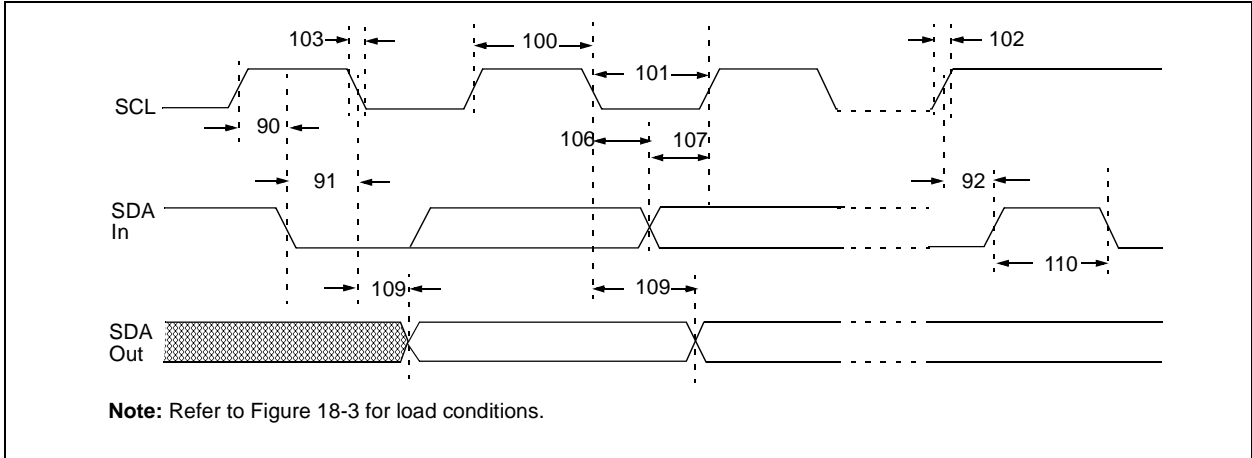 103
100
102
101
SCL
90
106
107
91
92
SDA
In
110
109
109
SDA
Out
Note: Refer to Figure 18-3 for load conditions.